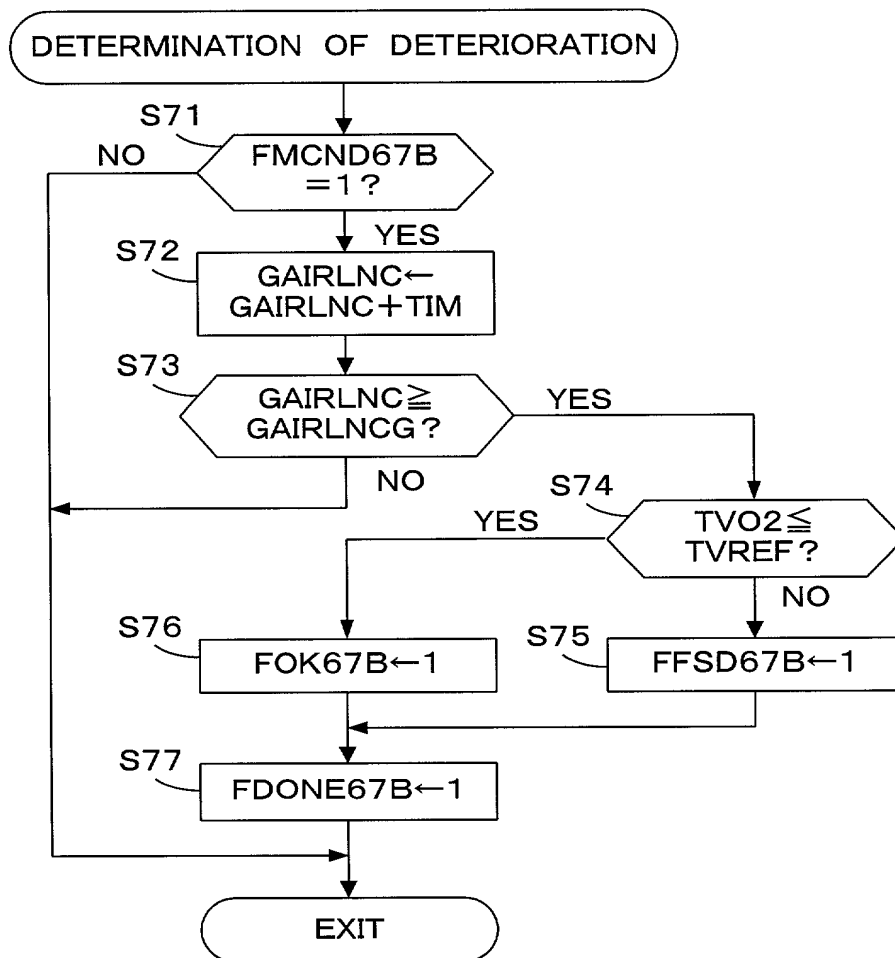 DETERMINATION OF DETERIORATION
S71
NO
FMCND67B
=1?
YES
S72
GAIRLNC←
GAIRLNC+TIM
S73
GAIRLNC≧
GAIRLNCG?
YES
NO
S74
YES
TVO2≦
TVREF?
NO
S76
FOK67B←1
S75
FFSD67B←1
S77
FDONE67B←1
EXIT